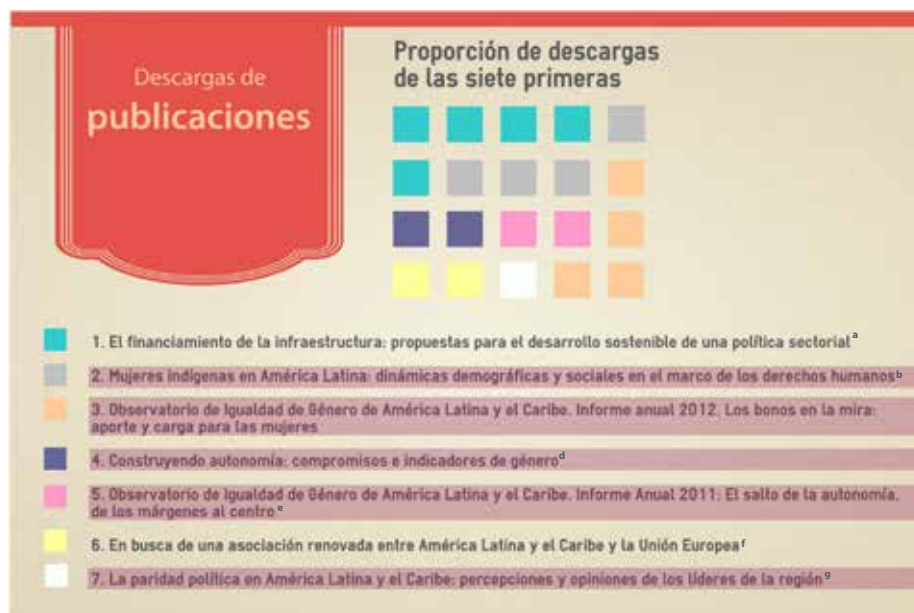 Descargas de
publicaciones
Proporción de descargas
de las siete primeras
1. El financiamiento de la infraestructura: propuestas para el desarrollo sostenible de una política sectorial a
2. Mujeres indígenas en América Latina: dinámicas demográficas y sociales en el marco de los derechos humanos b
3. Observatorio de Igualdad de Género de América Latina y el Caribe. Informe anual 2012. Los bonos en la mira:
aporte y carga para las mujeres
4. Construyendo autonomía: compromisos e indicadores de género d
5. Observatorio de Igualdad de Género de América Latina y el Caribe. Informe Anual 2011: El salto de la autonomía,
de los márgenes al centro e
6. En busca de una asociación renovada entre América Latina y el Caribe y la Unión Europea f
7. La paridad política en América Latina y el Caribe: percepciones y opiniones de los líderes de la región g